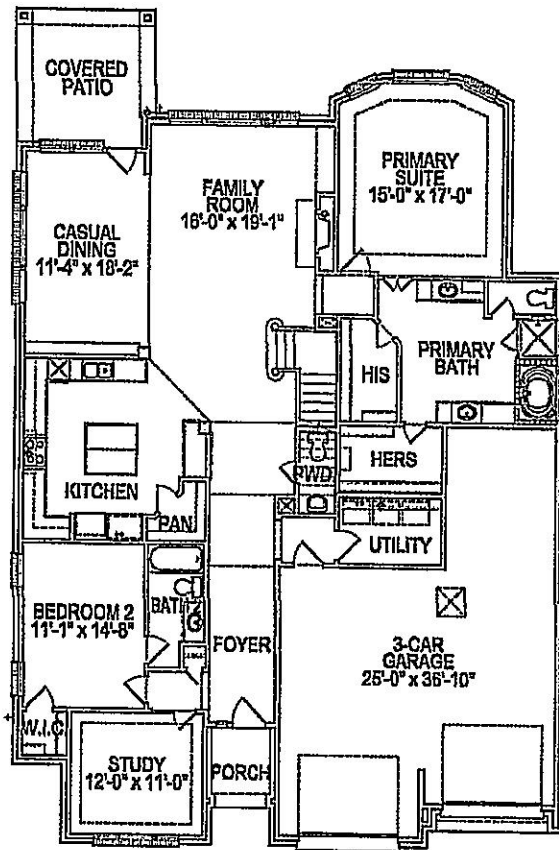 COVERED
PATIO
PRIMARY
SUITE
15'-0" x 17'-0"
FAMILY
ROOM
16'-0" x 19'-1"
CASUAL
DINING
11'-4" x 18'-2"
HIS
PRIMARY
BATH
KITCHEN
PWD
HERS
PAN
UTILITY
BEDROOM 2
11'-1" x 14'-8"
BATH
2
FOYER
3-CAR
GARAGE
25'-0" x 35'-10"
W.I.C.
STUDY
12'-0" x 11'-0"
PORCH